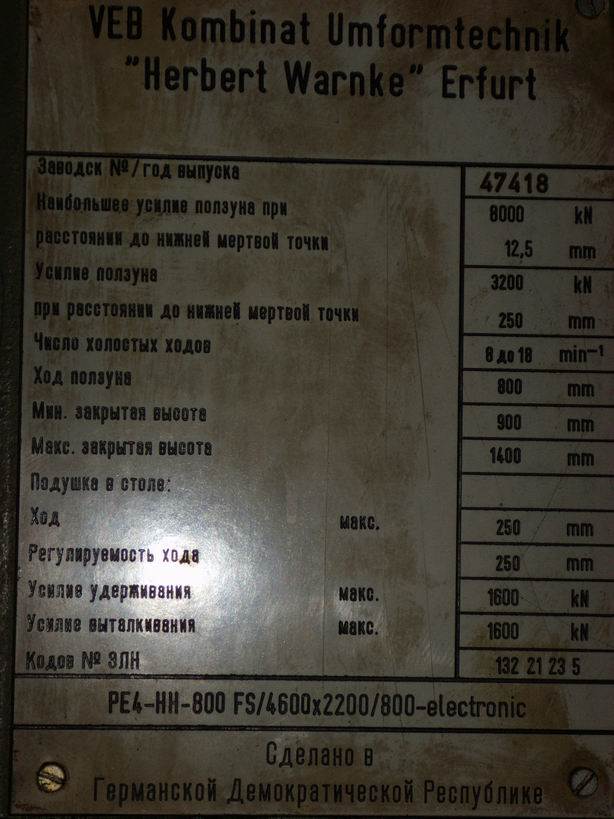 VEB Kombinat Umformtechnik
"Herbert Warnke" Erfurt
Заводск №/год выпуска 47418
Наибольшее усилие ползуна при 8000 kN
расстоянии до нижней мертвой точки 12,5 mm
Усилие ползуна 3200 kN
при расстоянии до нижней мертвой точки 250 mm
Число холостых ходов 8 до 18 min⁻¹
Ход ползуна 800 mm
Мин. закрытая высота 900 mm
Макс. закрытая высота 1400 mm
Подушка в столе:
Ход макс. 250 mm
Регулируемость хода 250 mm
Усилие удерживания макс. 1600 kN
Усилие выталкивания макс. 1600 kN
Кодов № ЭЛН 132 21 23 5
PE4-HH-800 FS/4600x2200/800-electronic
Сделано в
Германской Демократической Республике